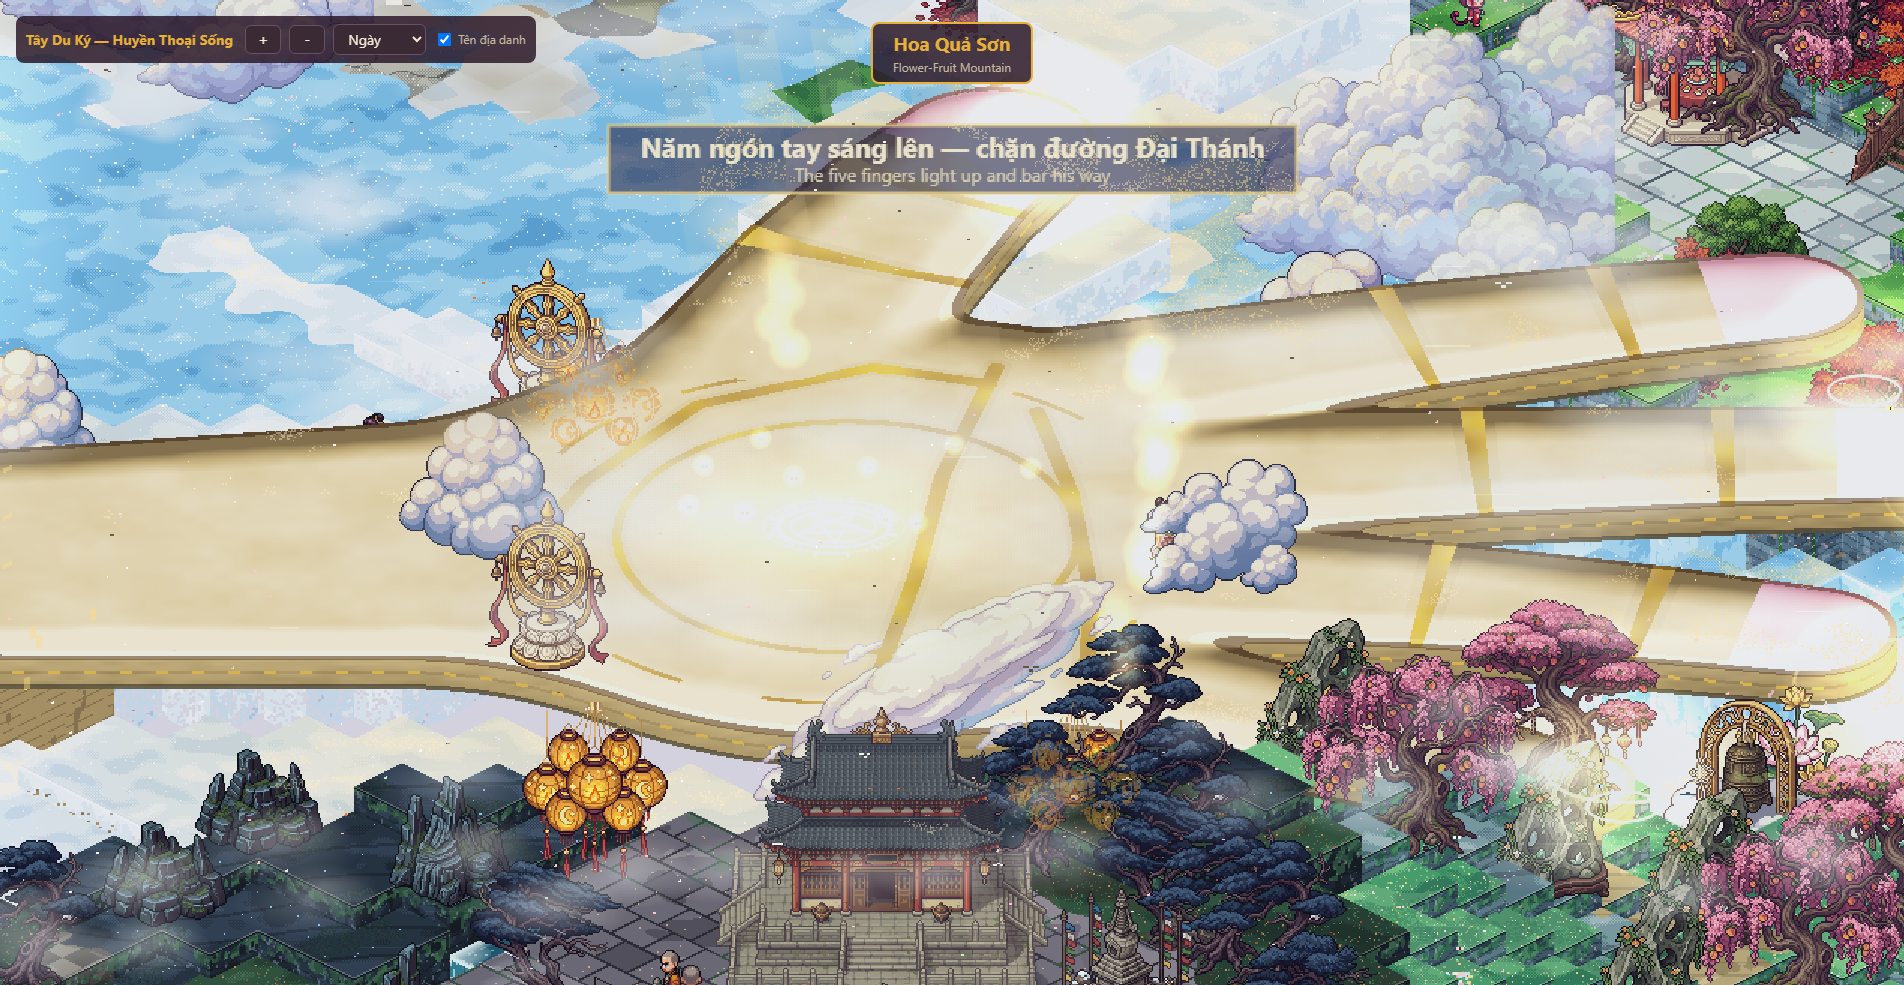 Tây Du Ký — Huyền Thoại Sống
+
-
Ngày
Tên địa danh
Hoa Quả Sơn
Flower-Fruit Mountain
Năm ngón tay sáng lên — chặn đường Đại Thánh
The five fingers light up and bar his way